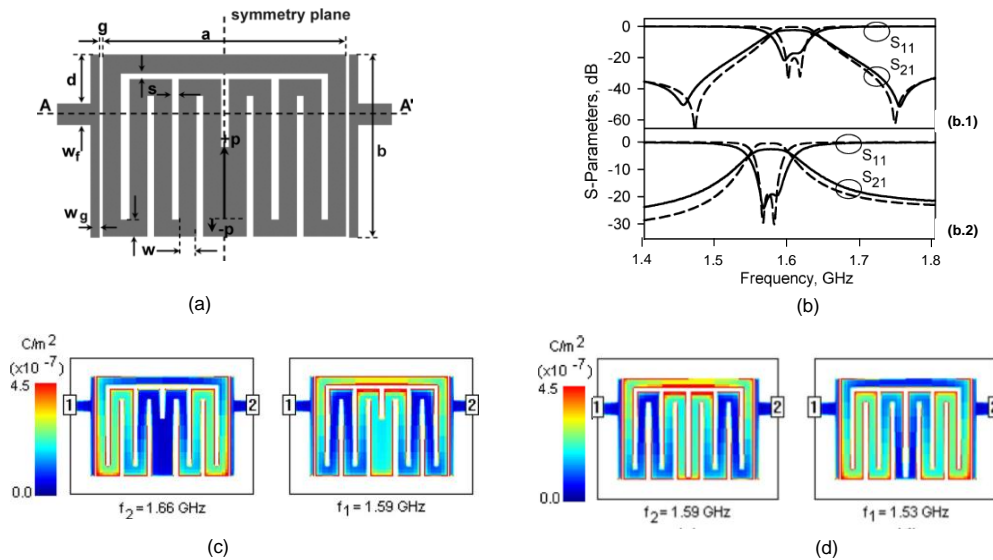 symmetry plane
g
a
d
s
A
A'
+p
b
wf
-p
wg
w
(a)
0
-20
-40
-60
S11
S21
(b.1)
0
-10
-20
-30
S11
S21
(b.2)
S-Parameters, dB
1.4
1.5
1.6
1.7
1.8
Frequency, GHz
(b)
C/m2
(x10 -7)
4.5
0.0
1
2
f2 = 1.66 GHz
1
2
f1 = 1.59 GHz
(c)
C/m2
(x10 -7)
4.5
0.0
1
2
f2 = 1.59 GHz
1
2
f1 = 1.53 GHz
(d)